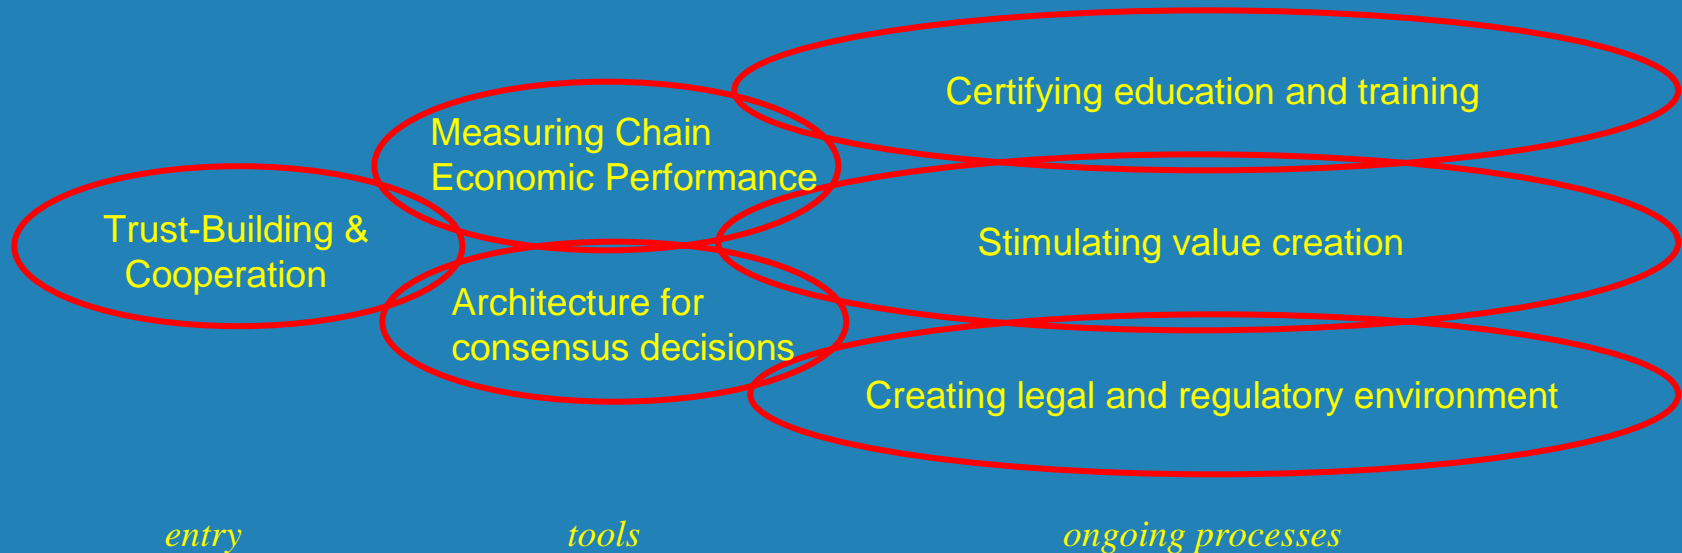 Trust-Building &
Cooperation
Measuring Chain
Economic Performance
Architecture for
consensus decisions
Certifying education and training
Stimulating value creation
Creating legal and regulatory environment
entry
tools
ongoing processes